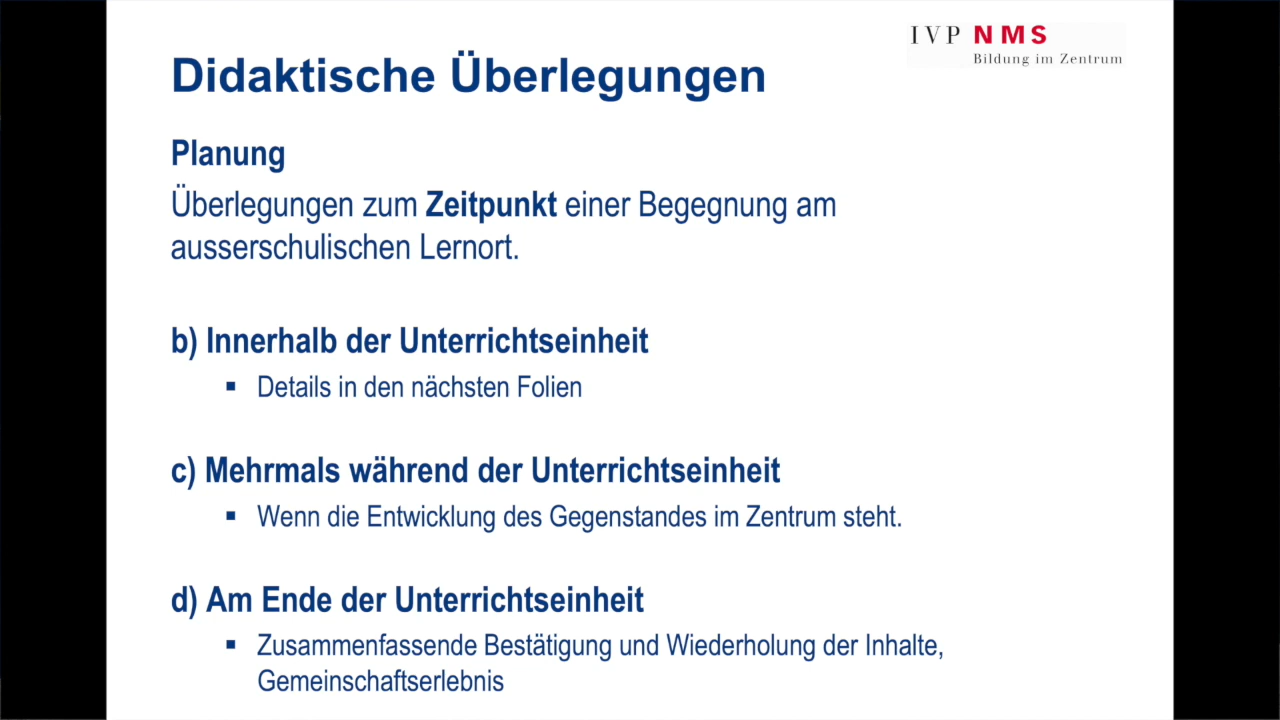 IVP NMS
Bildung im Zentrum
Didaktische Überlegungen
Planung
Überlegungen zum Zeitpunkt einer Begegnung am
ausserschulischen Lernort.
b) Innerhalb der Unterrichtseinheit
▪ Details in den nächsten Folien
c) Mehrmals während der Unterrichtseinheit
▪ Wenn die Entwicklung des Gegenstandes im Zentrum steht.
d) Am Ende der Unterrichtseinheit
▪ Zusammenfassende Bestätigung und Wiederholung der Inhalte,
Gemeinschaftserlebnis